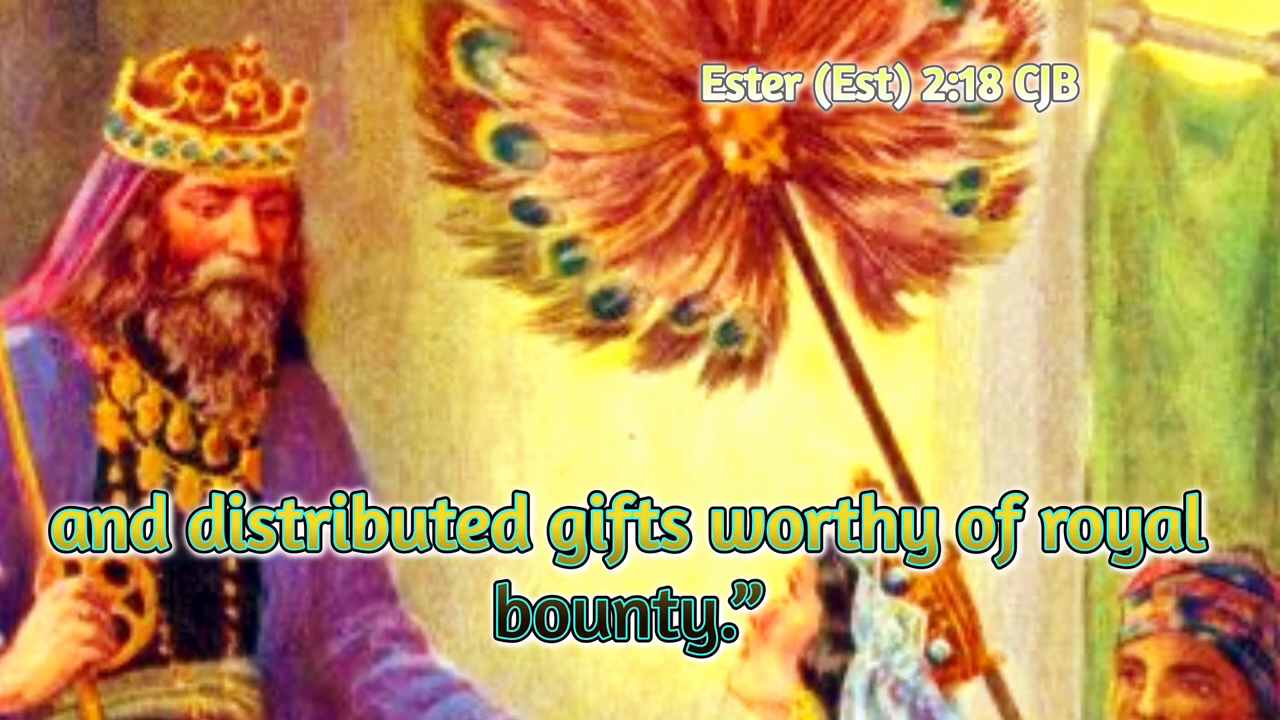 Ester (Est) 2:18 CJB
and distributed gifts worthy of royal
bounty.”